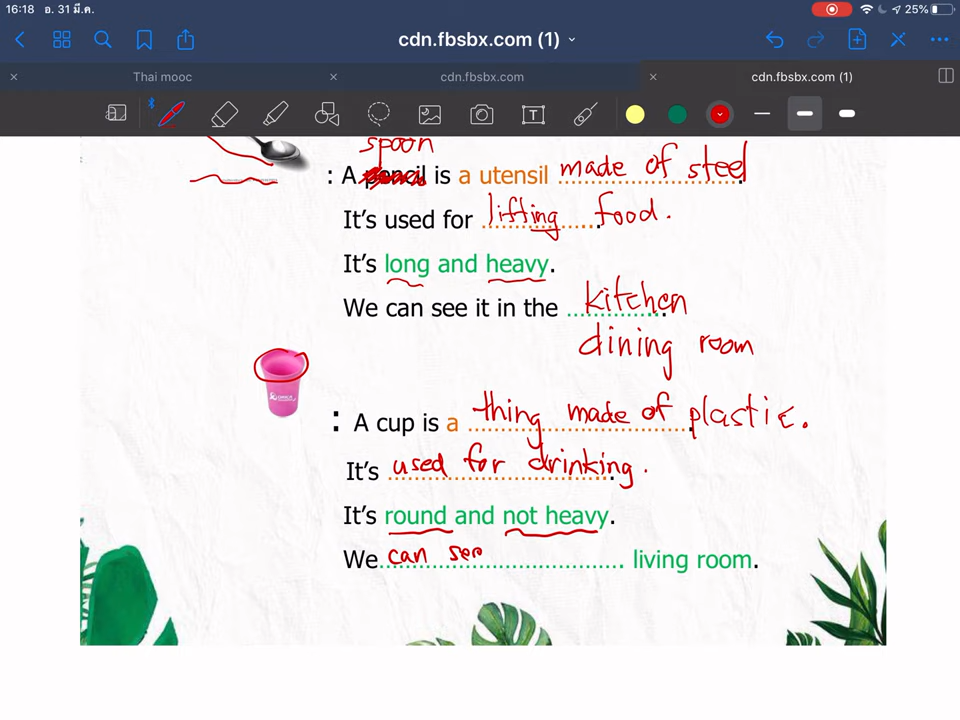 16:18 อ. 31 มี.ค.
25%
cdn.fbsbx.com (1)
Thai mooc
cdn.fbsbx.com
cdn.fbsbx.com (1)
spoon
: A pencil is a utensil made of steel.
It's used for lifting food.
It's long and heavy.
We can see it in the kitchen.
dining room
: A cup is a thing made of plastic.
It's used for drinking.
It's round and not heavy.
We can see living room.